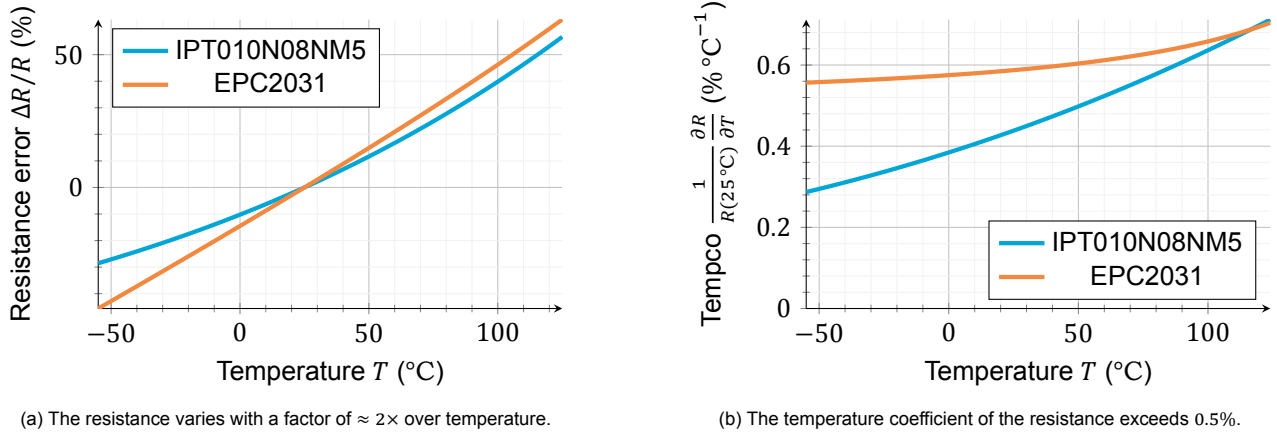 Resistance error Δ𝑅/𝑅 (%)
50
0
IPT010N08NM5
EPC2031
−50 0 50 100
Temperature 𝑇 (°C)
(a) The resistance varies with a factor of ≈ 2× over temperature.
Tempco 1/𝑅(25 °C) ∂𝑅/∂𝑇 (% °C⁻¹)
0.6
0.4
0.2
0
IPT010N08NM5
EPC2031
−50 0 50 100
Temperature 𝑇 (°C)
(b) The temperature coefficient of the resistance exceeds 0.5%.